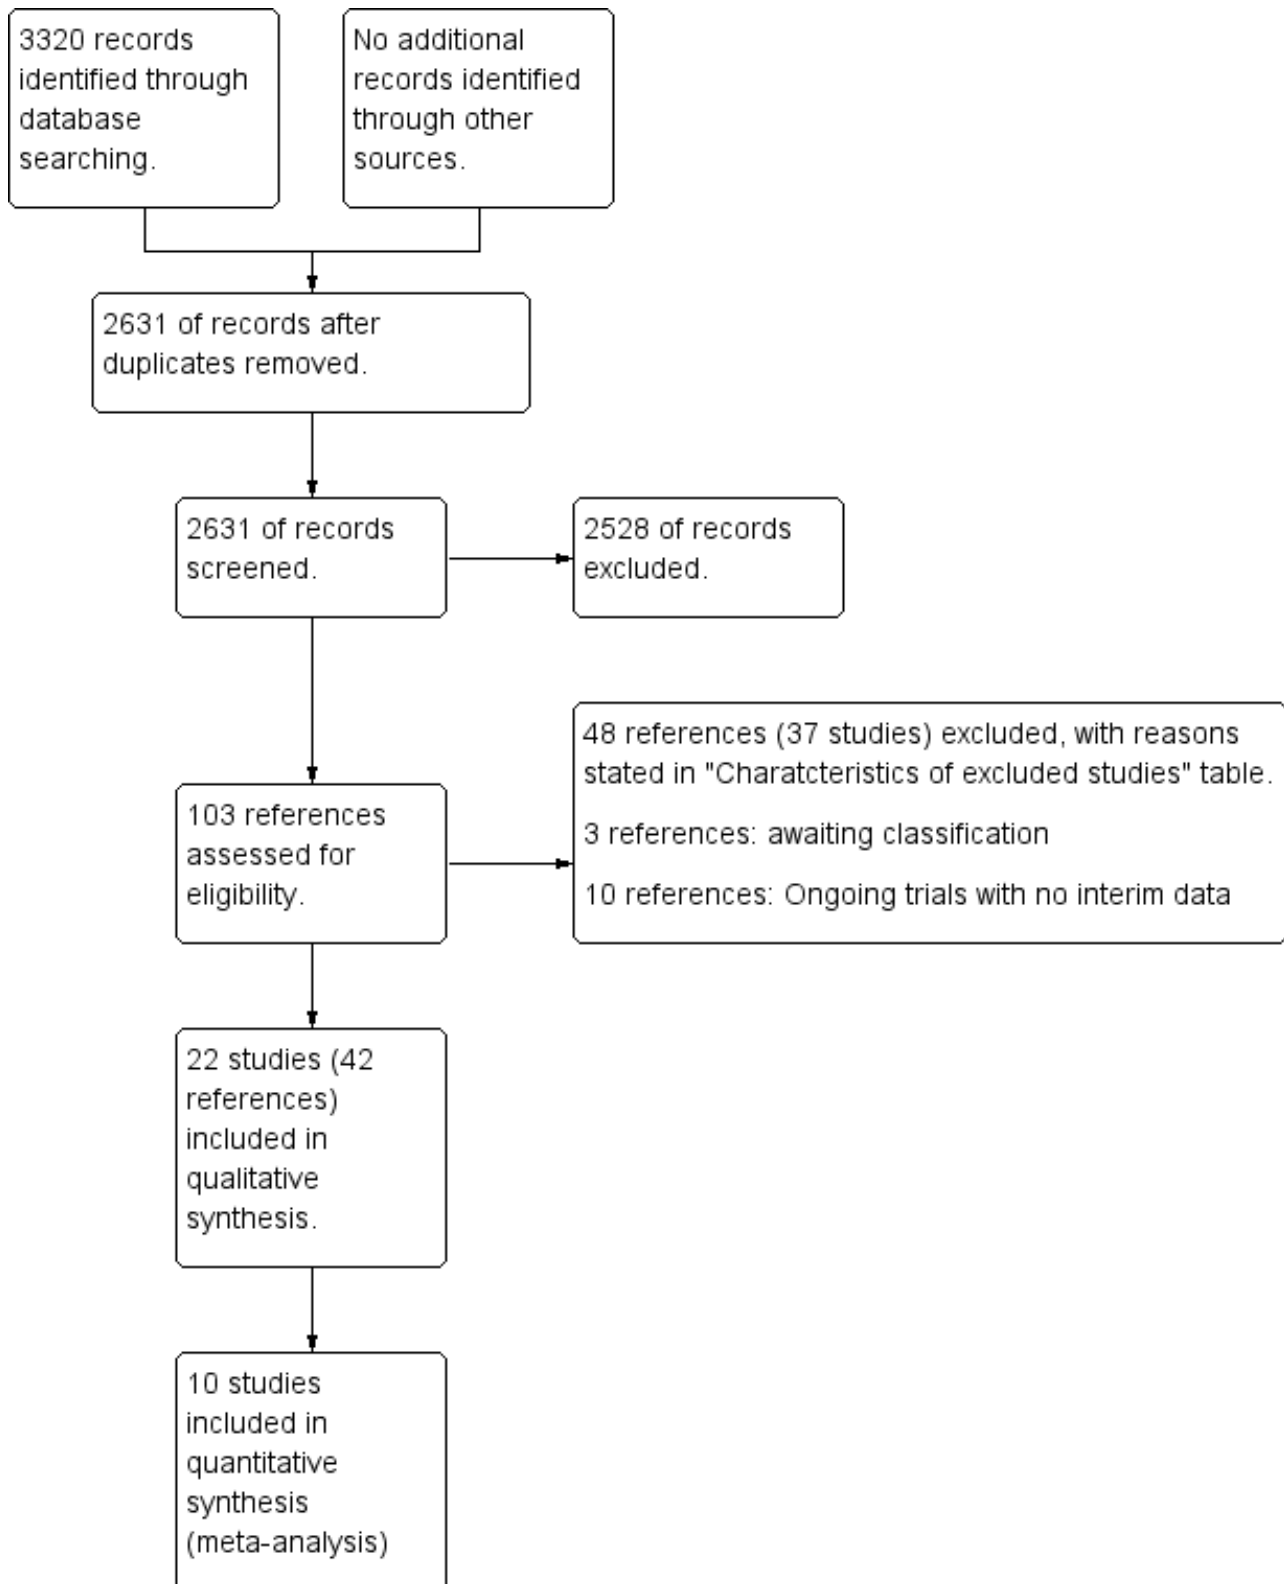 3320 records
identified through
database
searching.
No additional
records identified
through other
sources.
2631 of records after
duplicates removed.
2631 of records
screened.
2528 of records
excluded.
103 references
assessed for
eligibility.
48 references (37 studies) excluded, with reasons
stated in "Charatcteristics of excluded studies" table.
3 references: awaiting classification
10 references: Ongoing trials with no interim data
22 studies (42
references)
included in
qualitative
synthesis.
10 studies
included in
quantitative
synthesis
(meta-analysis)